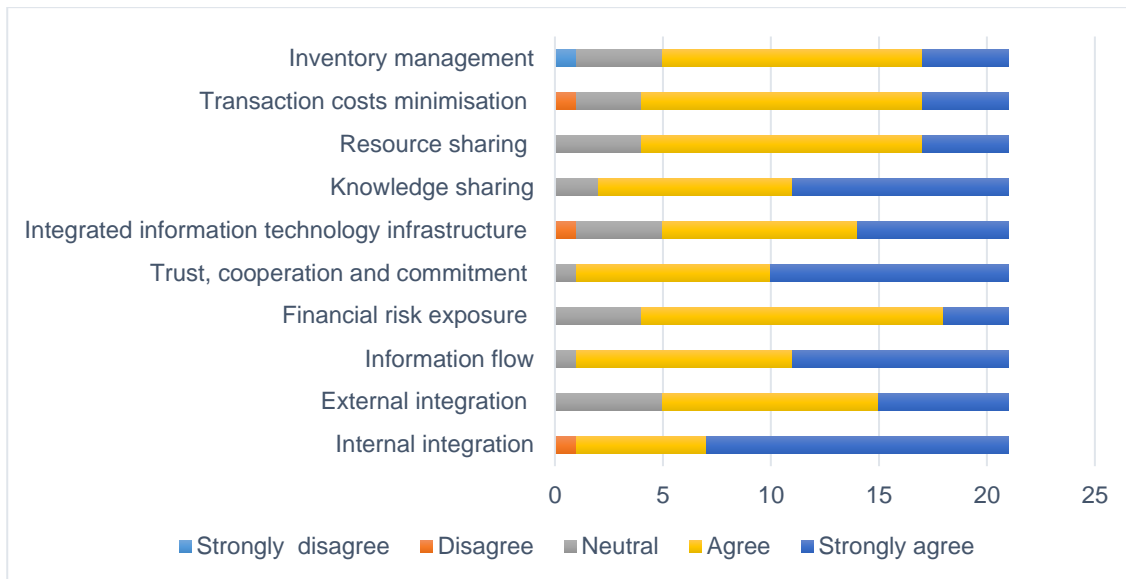 Inventory management
Transaction costs minimisation
Resource sharing
Knowledge sharing
Integrated information technology infrastructure
Trust, cooperation and commitment
Financial risk exposure
Information flow
External integration
Internal integration
0 5 10 15 20 25
Strongly disagree Disagree Neutral Agree Strongly agree